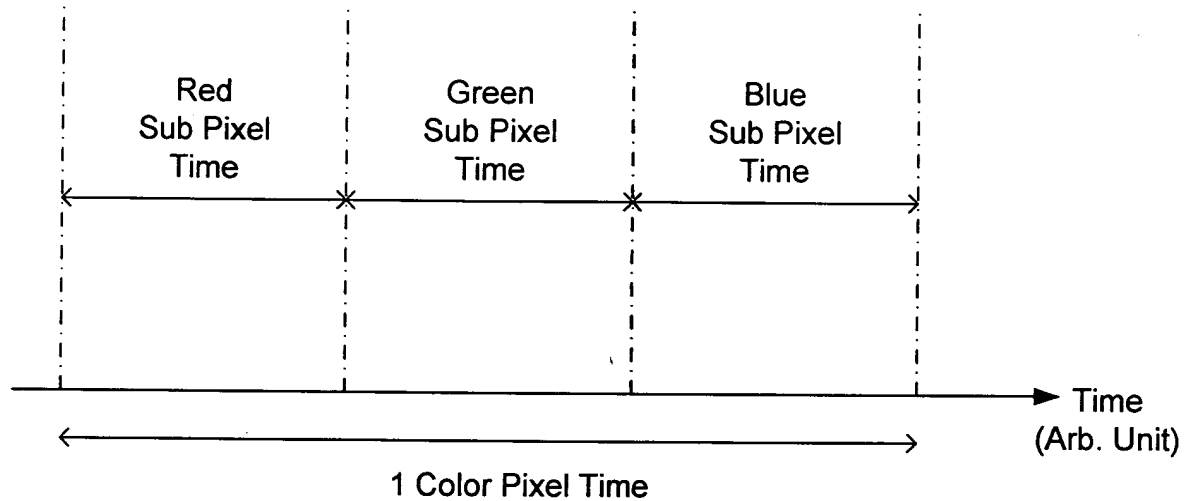 Red
Sub Pixel
Time
Green
Sub Pixel
Time
Blue
Sub Pixel
Time
Time
(Arb. Unit)
1 Color Pixel Time